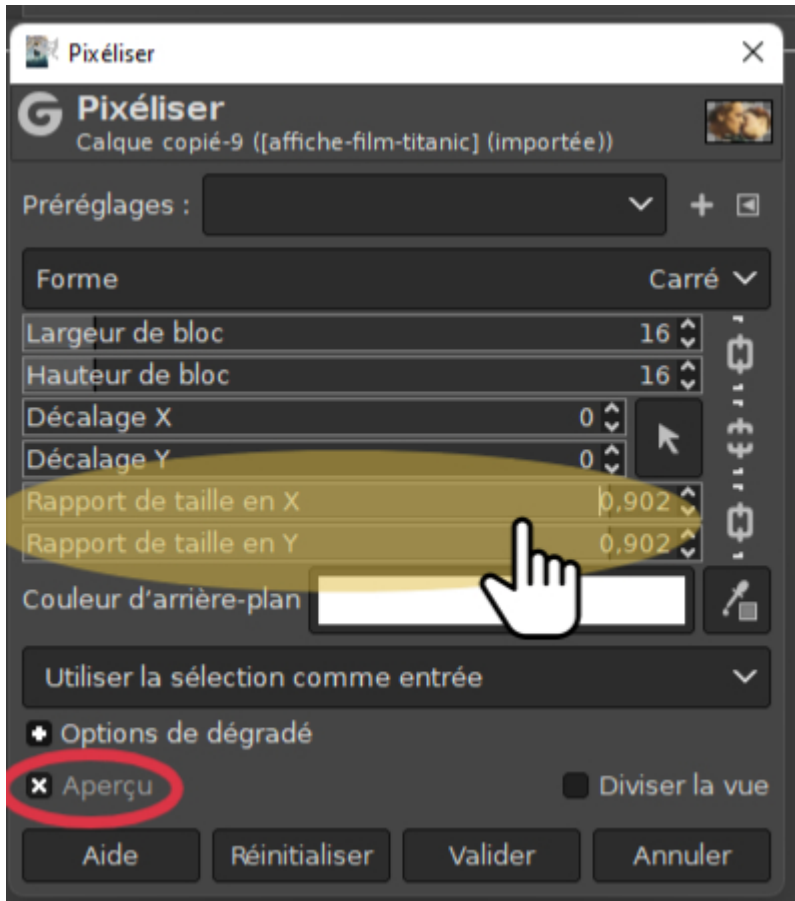 Pixéliser
Pixéliser
Calque copié-9 ([affiche-film-titanic] (importée))
Préréglages :
Forme Carré
Largeur de bloc 16
Hauteur de bloc 16
Décalage X 0
Décalage Y 0
Rapport de taille en X 0,902
Rapport de taille en Y 0,902
Couleur d’arrière-plan
Utiliser la sélection comme entrée
Options de dégradé
Aperçu Diviser la vue
Aide Réinitialiser Valider Annuler